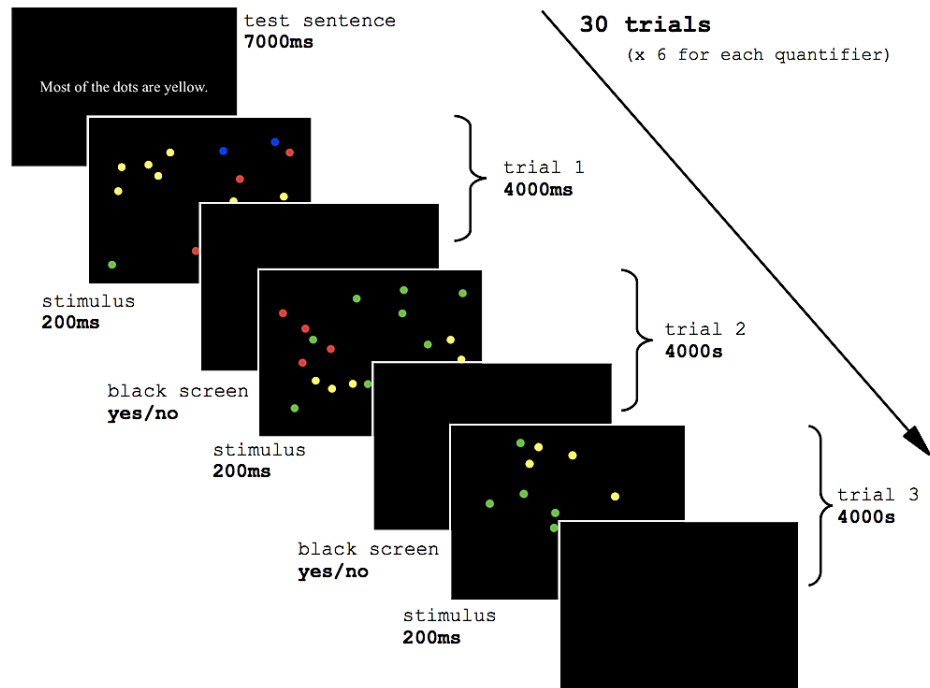 test sentence
7000ms
30 trials
(x 6 for each quantifier)
Most of the dots are yellow.
trial 1
4000ms
stimulus
200ms
trial 2
4000s
black screen
yes/no
stimulus
200ms
trial 3
4000s
black screen
yes/no
stimulus
200ms